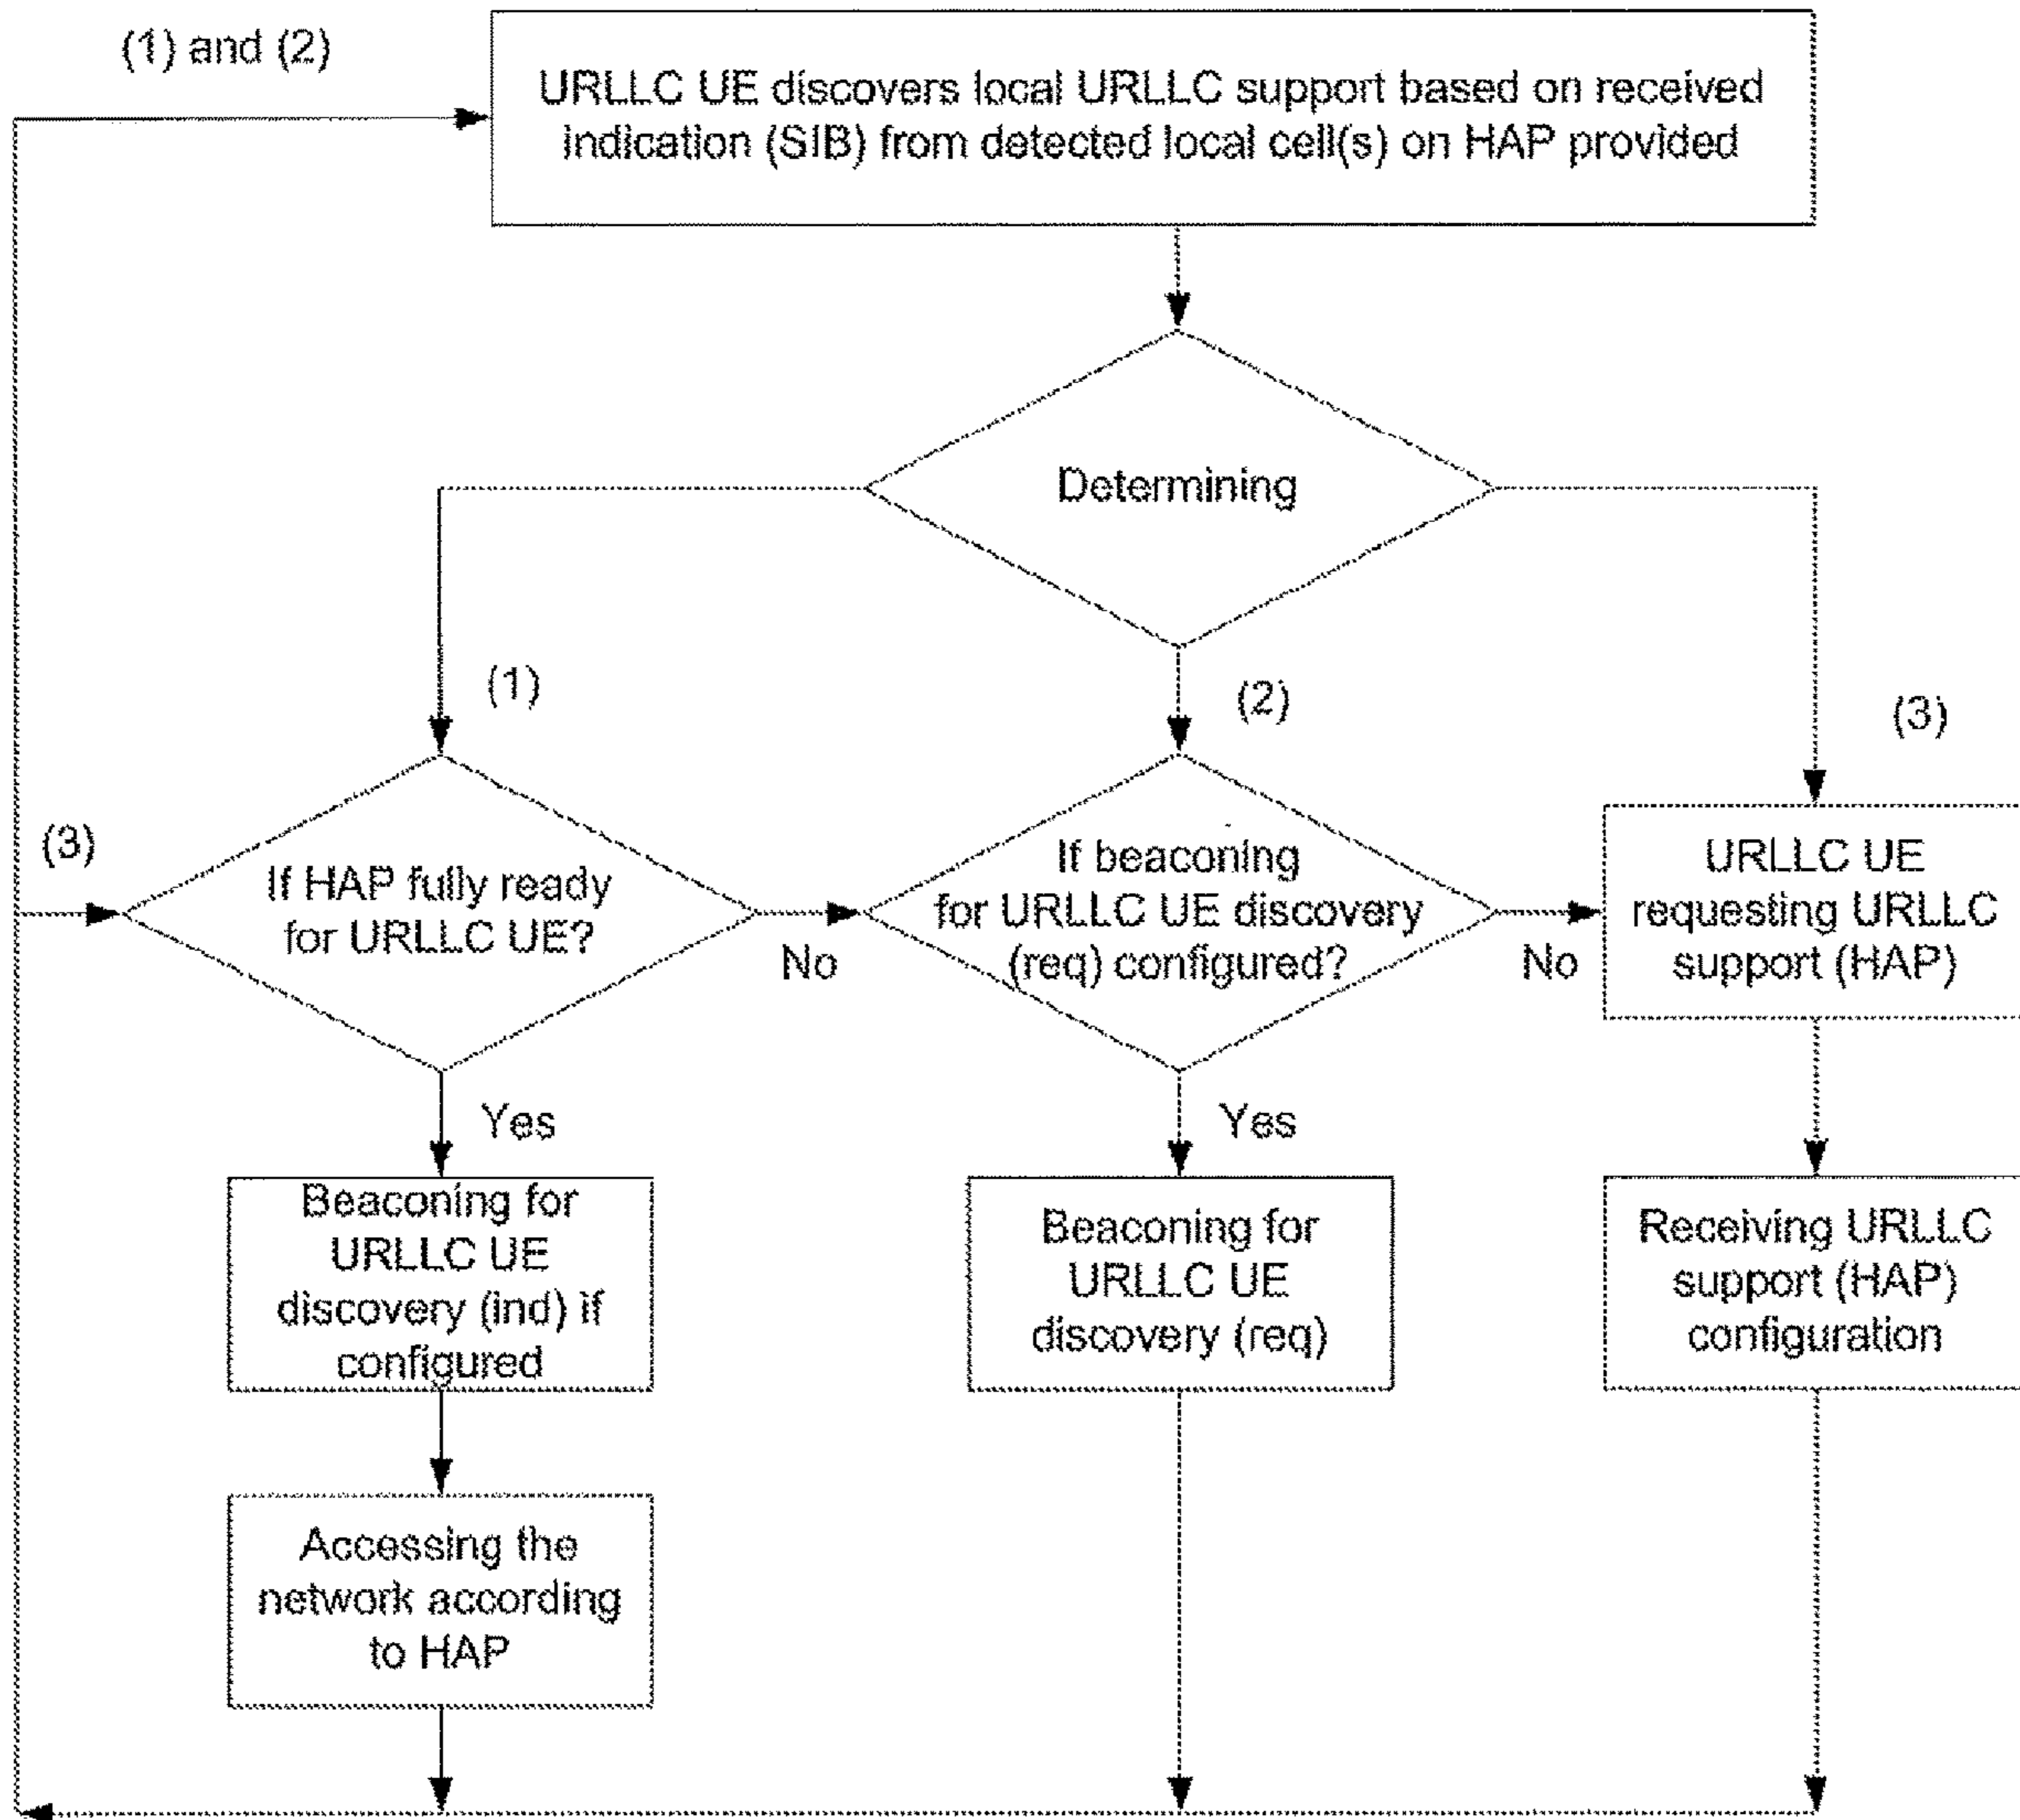 (1) and (2)
URLLC UE discovers local URLLC support based on received
indication (SIB) from detected local cell(s) on HAP provided
Determining
(1)
(2)
(3)
(3)
If HAP fully ready
for URLLC UE?
No
If beaconing
for URLLC UE discovery
(req) configured?
No
URLLC UE
requesting URLLC
support (HAP)
Yes
Yes
Beaconing for
URLLC UE
discovery (ind) if
configured
Beaconing for
URLLC UE
discovery (req)
Receiving URLLC
support (HAP)
configuration
Accessing the
network according
to HAP